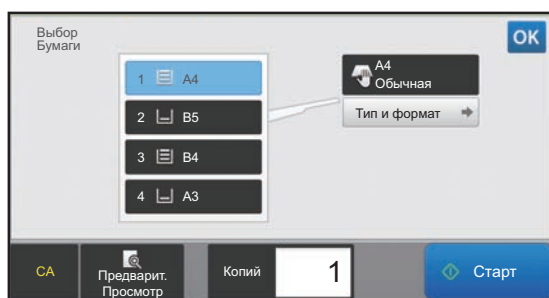 Выбор
Бумаги
OK
1 A4
2 B5
3 B4
4 A3
A4
Обычная
Тип и формат
CA
Предварит.
Просмотр
Копий
1
Старт